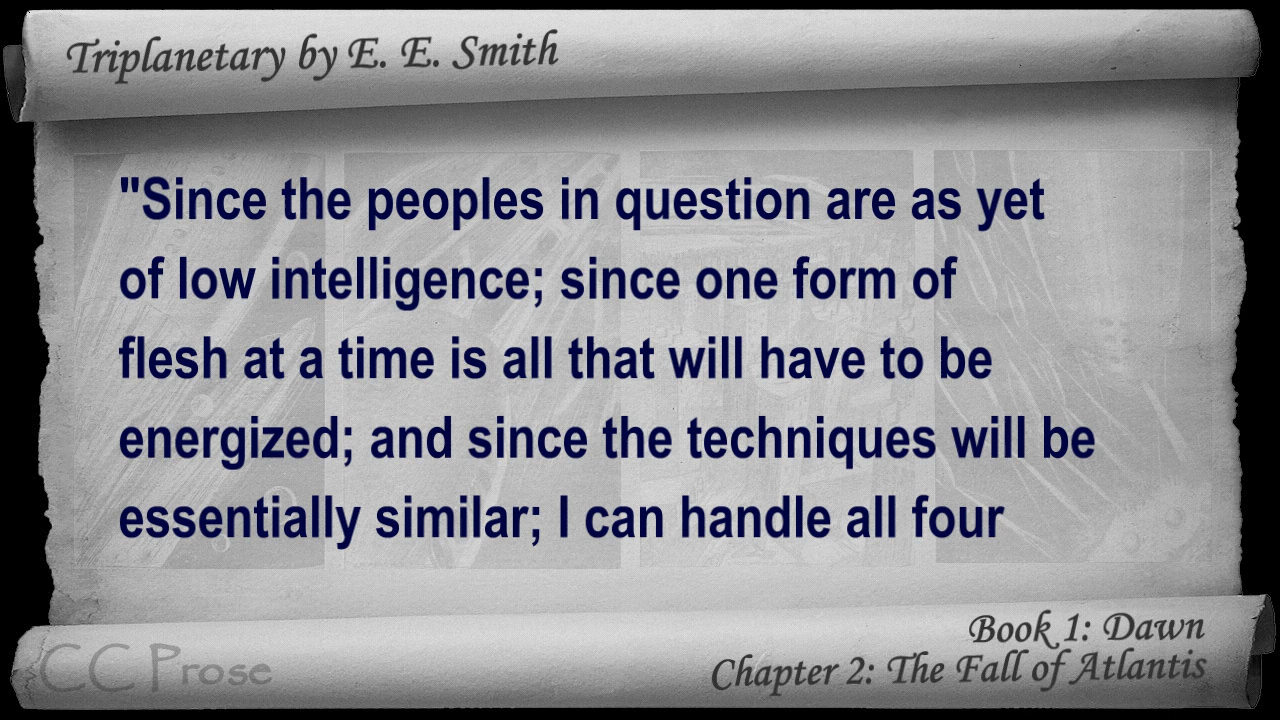 Triplanetary by E. E. Smith
"Since the peoples in question are as yet
of low intelligence; since one form of
flesh at a time is all that will have to be
energized; and since the techniques will be
essentially similar; I can handle all four
Book 1: Dawn
Chapter 2: The Fall of Atlantis
CC Prose